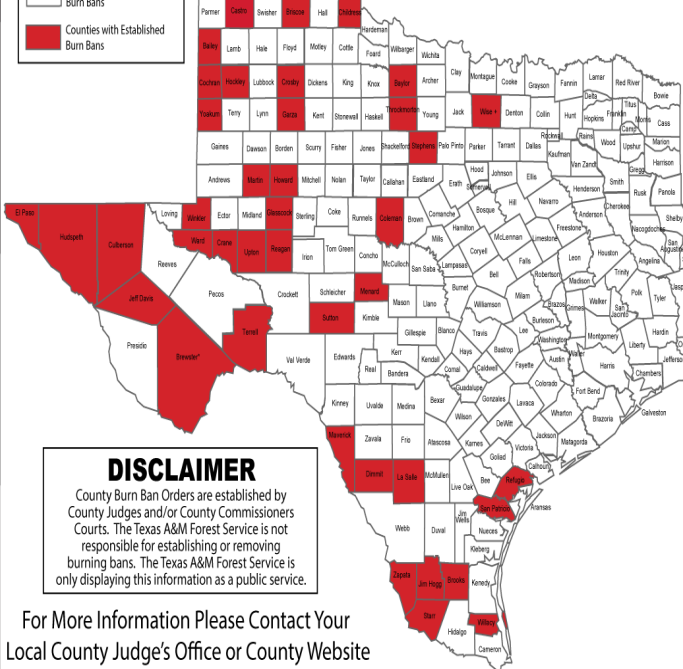 Burn Bans
Counties with Established
Burn Bans
Parmer Castro Swisher Briscoe Hall Childress
Hardeman
Bailey Lamb Hale Floyd Motley Cottle Foard Wilbarger Wichita
Clay Montague Cooke Grayson Fannin Lamar Red River Bowie
Cochran Hockley Lubbock Crosby Dickens King Knox Baylor Archer
Delta Titus Franklin Morris Cass
Yoakum Terry Lynn Garza Kent Stonewall Haskell Throckmorton Young Jack Wise + Denton Collin Hunt Hopkins Camp
Rockwall Rains Wood Upshur Marion
Gaines Dawson Borden Scurry Fisher Jones Shackelford Stephens Palo Pinto Parker Tarrant Dallas Kaufman Van Zandt Gregg Harrison
Andrews Martin Howard Mitchell Nolan Taylor Callahan Eastland Erath Hood Somervell Johnson Ellis Henderson Smith Rusk Panola
El Paso Hudspeth Culberson Loving Winkler Ector Midland Glasscock Sterling Coke Runnels Coleman Brown Comanche Bosque Hill Navarro Anderson Cherokee Shelby
Hamilton Freestone Nacogdoches San Augustine
Ward Crane Upton Reagan Irion Tom Green Concho Mills McLennan Limestone Leon Houston Angelina
Reeves McCulloch San Saba Lampasas Coryell Falls Robertson Madison Trinity
Jeff Davis Pecos Crockett Schleicher Menard Mason Llano Burnet Bell Milam Brazos Grimes Walker San Jacinto Polk Tyler
Williamson Burleson
Presidio Brewster* Terrell Sutton Kimble Gillespie Blanco Travis Lee Washington Montgomery Liberty Hardin
Val Verde Edwards Kerr Kendall Hays Bastrop Austin Waller Harris Jefferson
Real Bandera Comal Caldwell Fayette Chambers
Guadalupe Colorado Fort Bend
Kinney Uvalde Medina Bexar Gonzales Lavaca Wharton Brazoria Galveston
Wilson DeWitt
Maverick Zavala Frio Atascosa Karnes Victoria Jackson Matagorda
Goliad Calhoun
Dimmit La Salle McMullen Live Oak Bee Refugio
San Patricio Aransas
Webb Duval Jim Wells Nueces
Kleberg
Zapata Jim Hogg Brooks Kenedy
Starr Hidalgo Willacy
Cameron
DISCLAIMER
County Burn Ban Orders are established by
County Judges and/or County Commissioners
Courts. The Texas A&M Forest Service is not
responsible for establishing or removing
burning bans. The Texas A&M Forest Service is
only displaying this information as a public service.
For More Information Please Contact Your
Local County Judge's Office or County Website